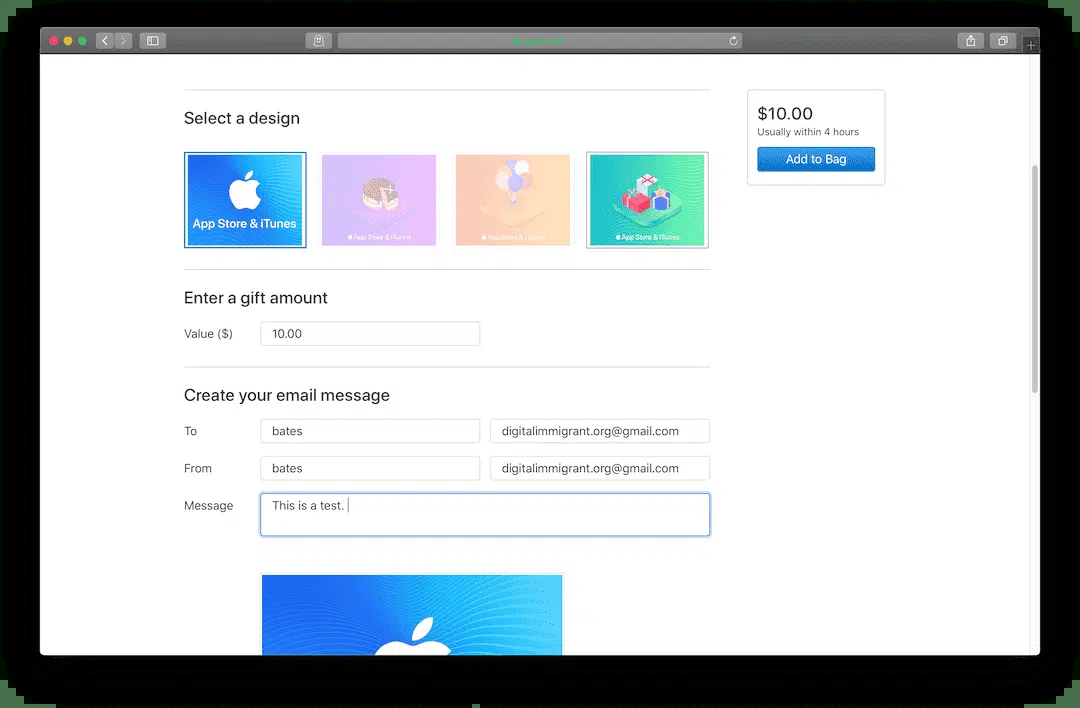 Select a design
App Store & iTunes
App Store & iTunes
App Store & iTunes
App Store & iTunes
Enter a gift amount
Value ($) 10.00
Create your email message
To bates digitalimmigrant.org@gmail.com
From bates digitalimmigrant.org@gmail.com
Message This is a test.
$10.00
Usually within 4 hours
Add to Bag